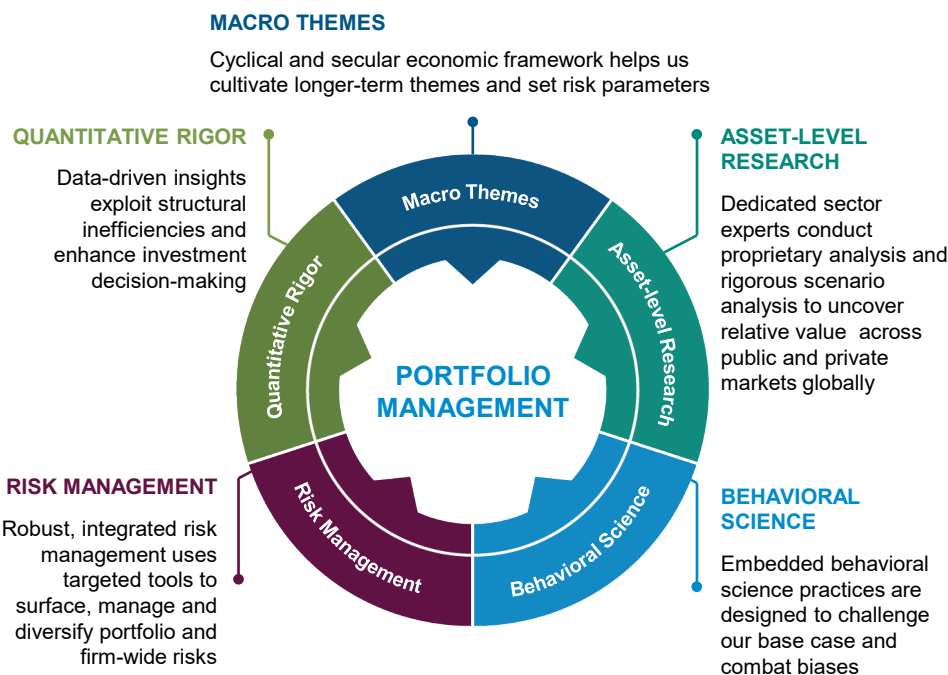 MACRO THEMES
Cyclical and secular economic framework helps us
cultivate longer-term themes and set risk parameters
QUANTITATIVE RIGOR
Data-driven insights
exploit structural
inefficiencies and
enhance investment
decision-making
ASSET-LEVEL
RESEARCH
Dedicated sector
experts conduct
proprietary analysis and
rigorous scenario
analysis to uncover
relative value across
public and private
markets globally
Macro Themes
Quantitative Rigor
Asset-level Research
PORTFOLIO
MANAGEMENT
Risk Management
Behavioral Science
RISK MANAGEMENT
Robust, integrated risk
management uses
targeted tools to
surface, manage and
diversify portfolio and
firm-wide risks
BEHAVIORAL
SCIENCE
Embedded behavioral
science practices are
designed to challenge
our base case and
combat biases